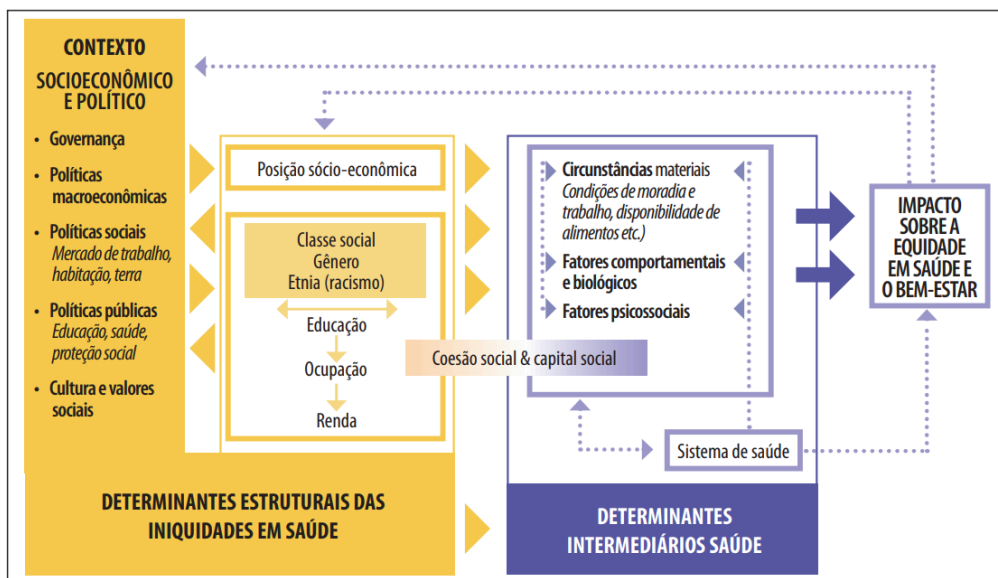 CONTEXTO
SOCIOECONÔMICO
E POLÍTICO
• Governança
• Políticas
macroeconômicas
• Políticas sociais
Mercado de trabalho,
habitação, terra
• Políticas públicas
Educação, saúde,
proteção social
• Cultura e valores
sociais
Posição sócio-econômica
Classe social
Gênero
Etnia (racismo)
Educação
Ocupação
Renda
Coesão social & capital social
Circunstâncias materiais
Condições de moradia e
trabalho, disponibilidade de
alimentos etc.)
Fatores comportamentais
e biológicos
Fatores psicossociais
Sistema de saúde
IMPACTO
SOBRE A
EQUIDADE
EM SAÚDE E
O BEM-ESTAR
DETERMINANTES ESTRUTURAIS DAS
INIQUIDADES EM SAÚDE
DETERMINANTES
INTERMEDIÁRIOS SAÚDE